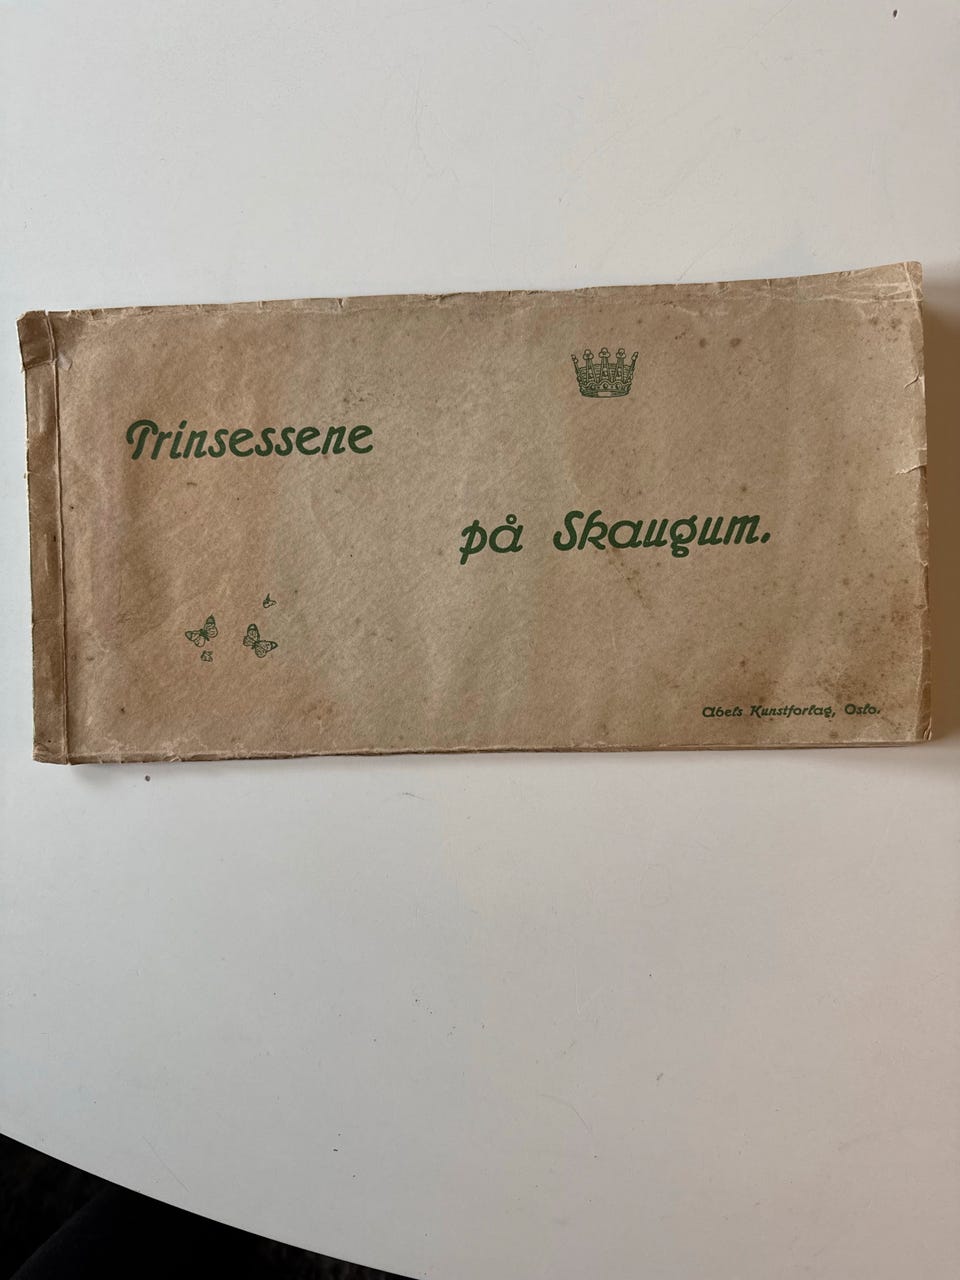 Prinsessene
på Skaugum.
Abels Kunstforlag, Oslo.